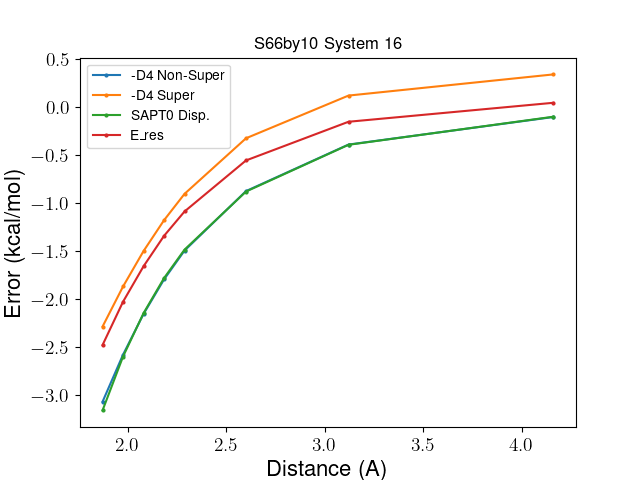 S66by10 System 16
-D4 Non-Super
-D4 Super
SAPT0 Disp.
E_res
0.5
0.0
−0.5
−1.0
−1.5
−2.0
−2.5
−3.0
Error (kcal/mol)
2.0 2.5 3.0 3.5 4.0
Distance (A)